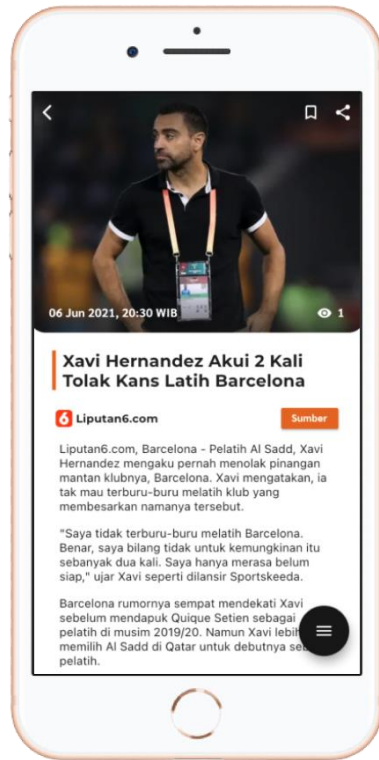 06 Jun 2021, 20:30 WIB
1
Xavi Hernandez Akui 2 Kali
Tolak Kans Latih Barcelona
6 Liputan6.com
Sumber
Liputan6.com, Barcelona - Pelatih Al Sadd, Xavi
Hernandez mengaku pernah menolak pinangan
mantan klubnya, Barcelona. Xavi mengatakan, ia
tak mau terburu-buru melatih klub yang
membesarkan namanya tersebut.
"Saya tidak terburu-buru melatih Barcelona.
Benar, saya bilang tidak untuk kemungkinan itu
sebanyak dua kali. Saya hanya merasa belum
siap," ujar Xavi seperti dilansir Sportskeeda.
Barcelona rumornya sempat mendekati Xavi
sebelum mendapuk Quique Setien sebagai
pelatih di musim 2019/20. Namun Xavi lebih
memilih Al Sadd di Qatar untuk debutnya
pelatih.